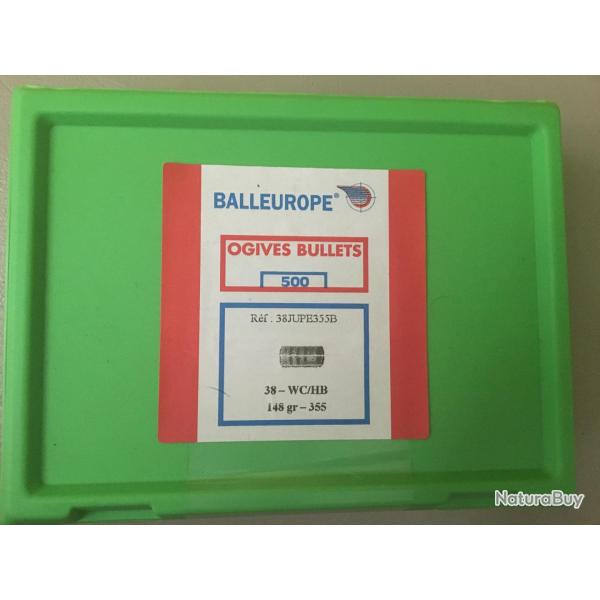 BALLEUROPE®
OGIVES BULLETS
500
Réf : 38JUPE355B
38 – WC/HB
148 gr – 355
NaturaBuy